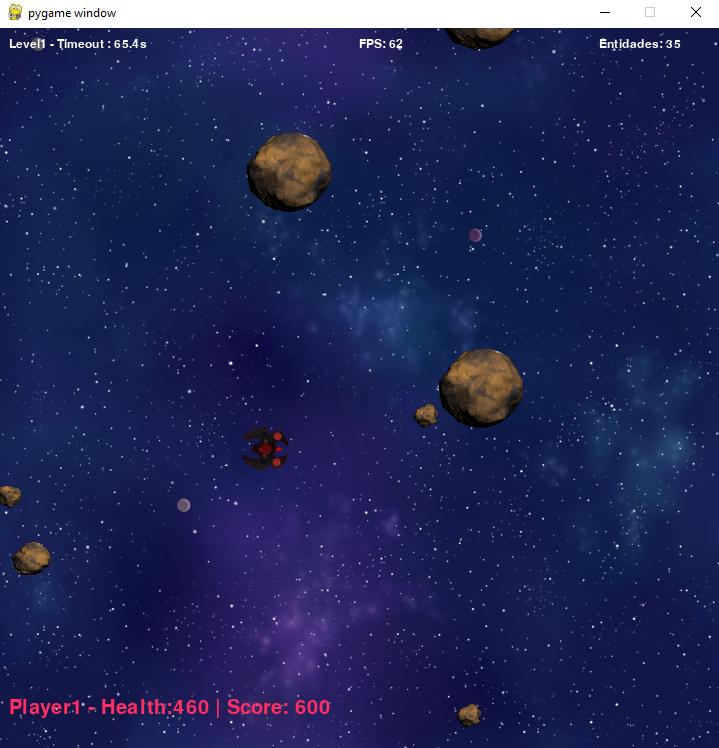 pygame window
Level1 - Timeout : 65.4s
FPS: 62
Entidades: 35
Player1 - Health:460 | Score: 600